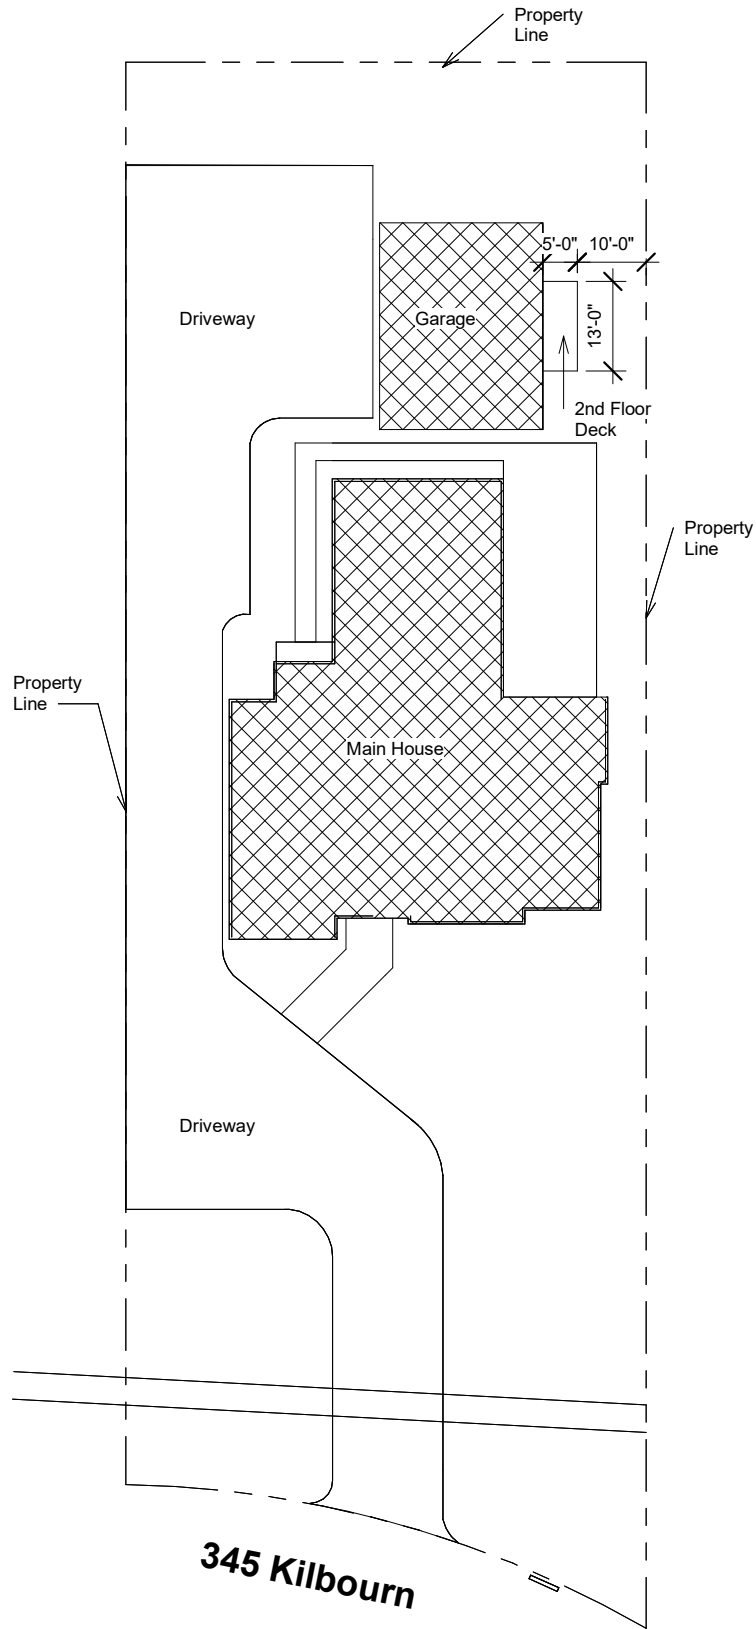 Property
Line
5'-0" 10'-0"
Driveway
Garage
13'-0"
2nd Floor
Deck
Property
Line
Property
Line
Main House
Driveway
345 Kilbourn